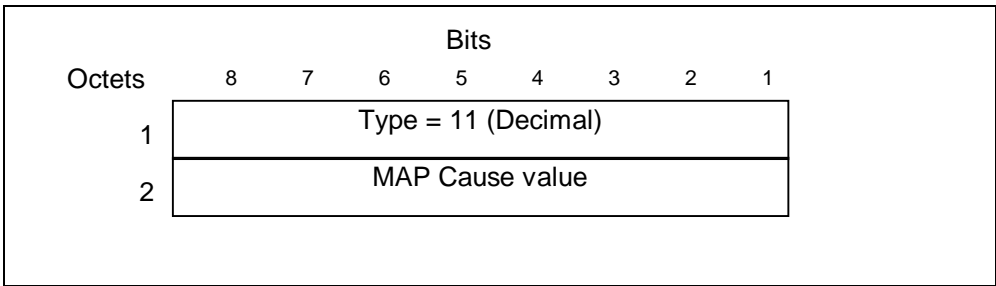 Bits
Octets 8 7 6 5 4 3 2 1
1 Type = 11 (Decimal)
2 MAP Cause value